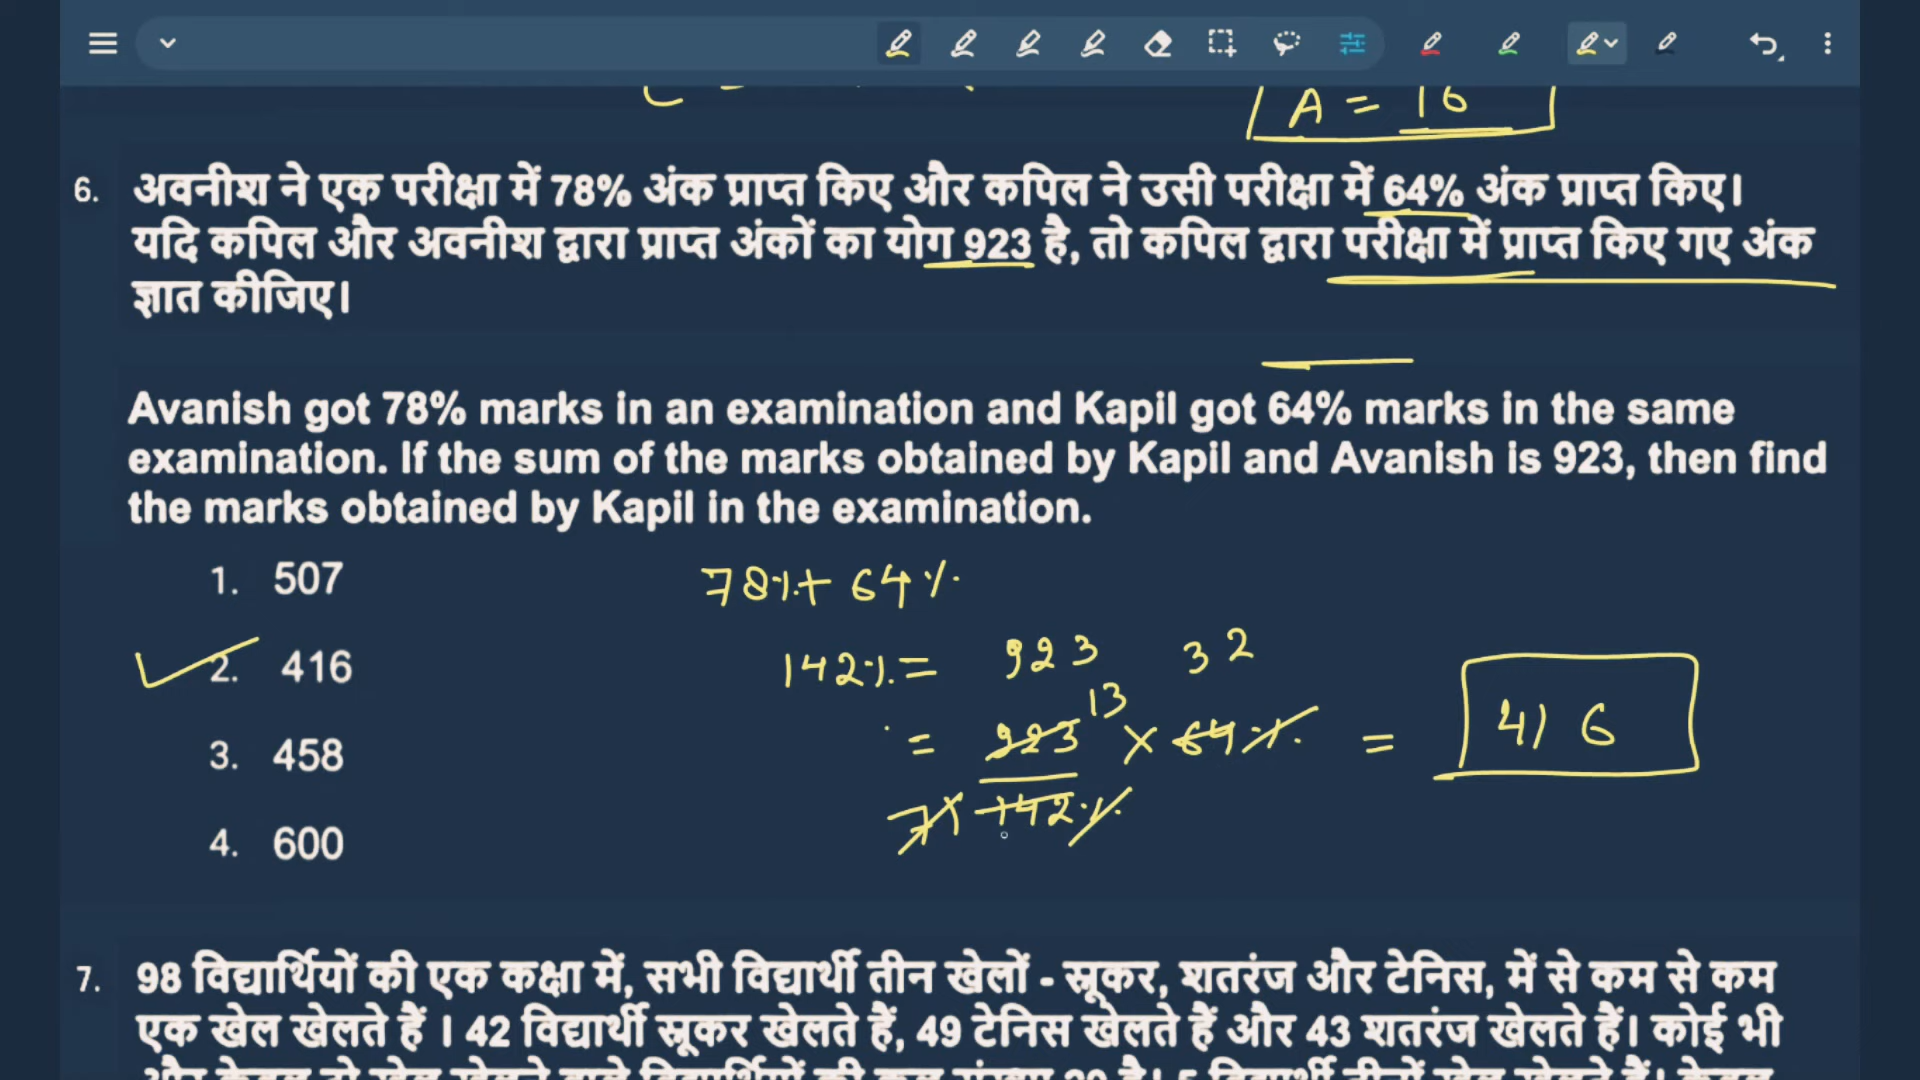 A = 16
6. अवनीश ने एक परीक्षा में 78% अंक प्राप्त किए और कपिल ने उसी परीक्षा में 64% अंक प्राप्त किए।
यदि कपिल और अवनीश द्वारा प्राप्त अंकों का योग 923 है, तो कपिल द्वारा परीक्षा में प्राप्त किए गए अंक
ज्ञात कीजिए।
Avanish got 78% marks in an examination and Kapil got 64% marks in the same
examination. If the sum of the marks obtained by Kapil and Avanish is 923, then find
the marks obtained by Kapil in the examination.
1. 507
78%+ 64%
2. 416
142% = 923 32
13
= 923 × 64% = 416
71 142%
3. 458
4. 600
7. 98 विद्यार्थियों की एक कक्षा में, सभी विद्यार्थी तीन खेलों - स्नूकर, शतरंज और टेनिस, में से कम से कम
एक खेल खेलते हैं । 42 विद्यार्थी स्नूकर खेलते हैं, 49 टेनिस खेलते हैं और 43 शतरंज खेलते हैं। कोई भी